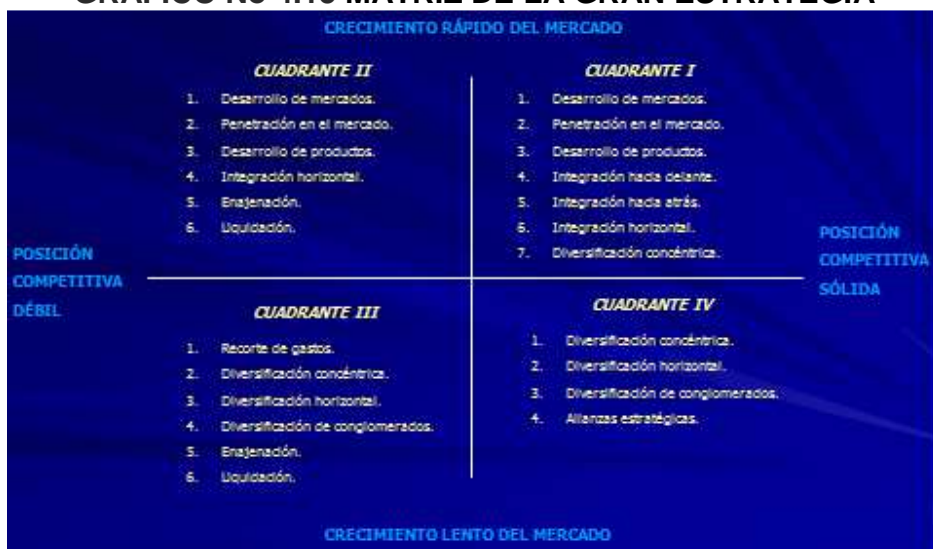 GRÁFICO No 4.16 MATRIZ DE LA GRAN ESTRATEGIA
CRECIMIENTO RÁPIDO DEL MERCADO
CUADRANTE II
1. Desarrollo de mercados.
2. Penetración en el mercado.
3. Desarrollo de productos.
4. Integración horizontal.
5. Enajenación.
6. Liquidación.
CUADRANTE I
1. Desarrollo de mercados.
2. Penetración en el mercado.
3. Desarrollo de productos.
4. Integración hacia delante.
5. Integración hacia atrás.
6. Integración horizontal.
7. Diversificación concéntrica.
POSICIÓN
COMPETITIVA
DÉBIL
POSICIÓN
COMPETITIVA
SÓLIDA
CUADRANTE III
1. Recorte de gastos.
2. Diversificación concéntrica.
3. Diversificación horizontal.
4. Diversificación de conglomerados.
5. Enajenación.
6. Liquidación.
CUADRANTE IV
1. Diversificación concéntrica.
2. Diversificación horizontal.
3. Diversificación de conglomerados.
4. Alianzas estratégicas.
CRECIMIENTO LENTO DEL MERCADO